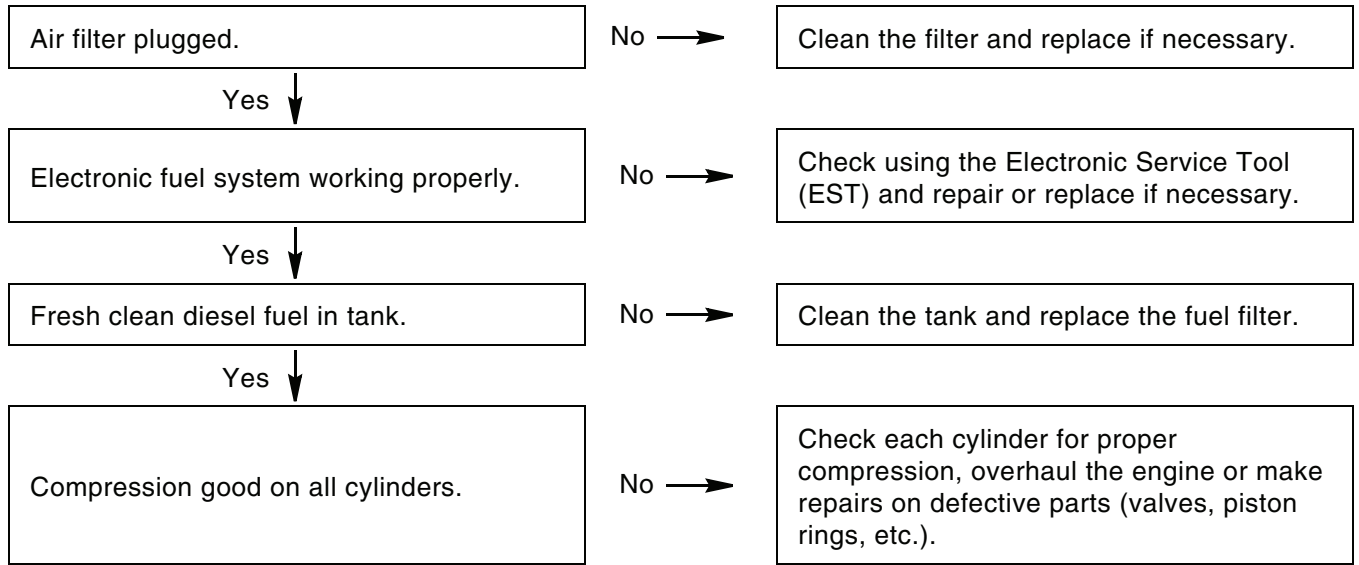 Air filter plugged.
No
Clean the filter and replace if necessary.
Yes
Electronic fuel system working properly.
No
Check using the Electronic Service Tool
(EST) and repair or replace if necessary.
Yes
Fresh clean diesel fuel in tank.
No
Clean the tank and replace the fuel filter.
Yes
Compression good on all cylinders.
No
Check each cylinder for proper
compression, overhaul the engine or make
repairs on defective parts (valves, piston
rings, etc.).